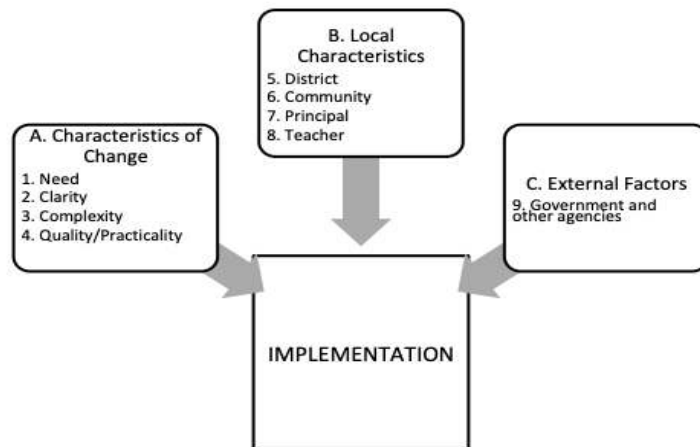 B. Local
Characteristics
5. District
6. Community
7. Principal
8. Teacher
A. Characteristics of
Change
1. Need
2. Clarity
3. Complexity
4. Quality/Practicality
C. External Factors
9. Government and
other agencies
IMPLEMENTATION